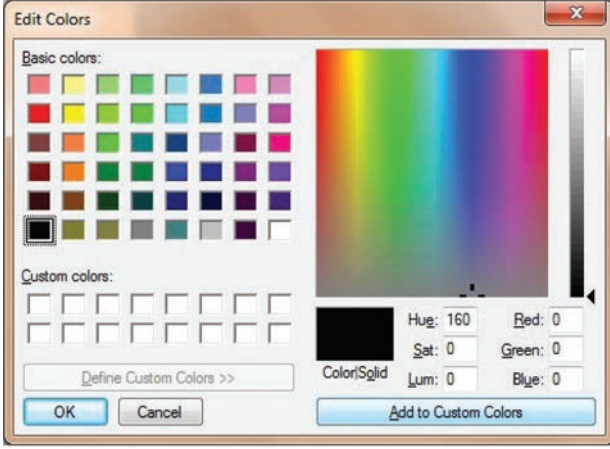 Edit Colors
Basic colors:
Custom colors:
Define Custom Colors >>
OK Cancel
Color|Solid
Hue: 160 Red: 0
Sat: 0 Green: 0
Lum: 0 Blue: 0
Add to Custom Colors